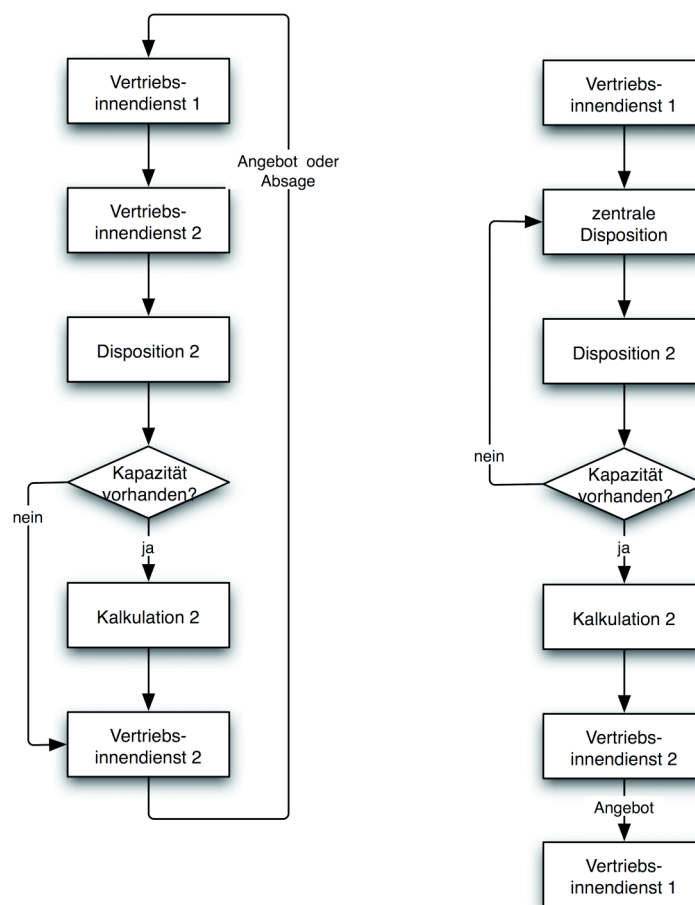 Vertriebs-
innendienst 1
Angebot oder
Absage
Vertriebs-
innendienst 2
Disposition 2
Kapazität
vorhanden?
nein
ja
Kalkulation 2
Vertriebs-
innendienst 2
Vertriebs-
innendienst 1
zentrale
Disposition
Disposition 2
nein
Kapazität
vorhanden?
ja
Kalkulation 2
Vertriebs-
innendienst 2
Angebot
Vertriebs-
innendienst 1